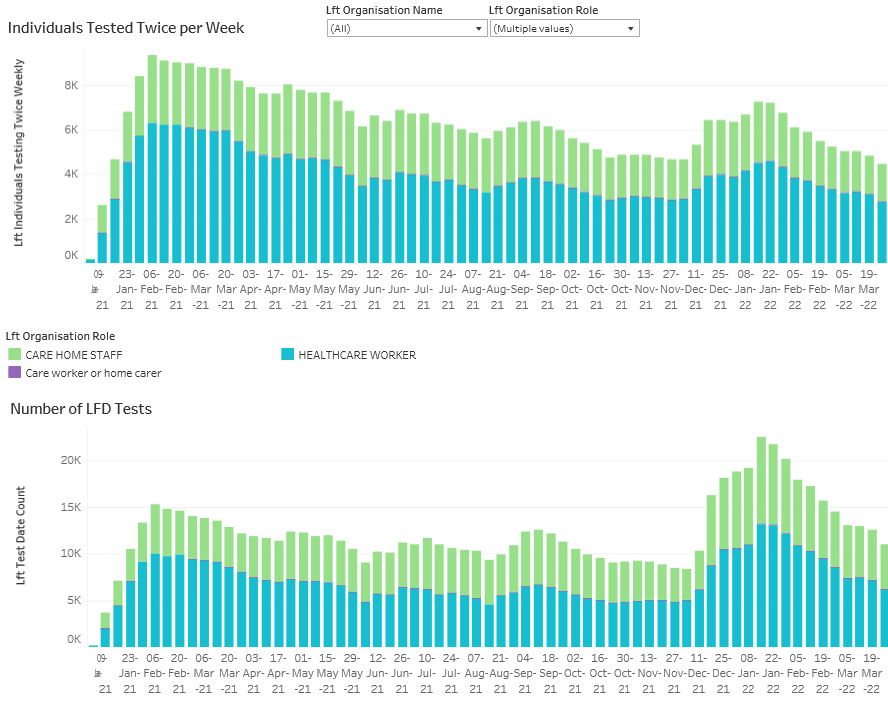 Lft Organisation Name Lft Organisation Role
Individuals Tested Twice per Week
(All) (Multiple values)
Lft Individuals Testing Twice Weekly
8K
6K
4K
2K
0K
09- 23- 06- 20- 06- 20- 03- 17- 01- 15- 29- 12- 26- 10- 24- 07- 21- 04- 18- 02- 16- 30- 13- 27- 11- 25- 08- 22- 05- 19- 05- 19-
Jan- Feb- Feb- Mar Mar Apr- Apr- May May May Jun- Jun- Jul- Jul- Aug- Aug- Sep- Sep- Oct- Oct- Oct- Nov- Nov- Dec- Dec- Jan- Jan- Feb- Feb- Mar Mar
21 21 21 21 -21 -21 21 21 -21 -21 -21 21 21 21 21 21 21 21 21 21 21 21 21 21 21 21 22 22 22 22 -22 -22
Lft Organisation Role
CARE HOME STAFF HEALTHCARE WORKER
Care worker or home carer
Number of LFD Tests
Lft Test Date Count
20K
15K
10K
5K
0K
09- 23- 06- 20- 06- 20- 03- 17- 01- 15- 29- 12- 26- 10- 24- 07- 21- 04- 18- 02- 16- 30- 13- 27- 11- 25- 08- 22- 05- 19- 05- 19-
Jan- Feb- Feb- Mar Mar Apr- Apr- May May May Jun- Jun- Jul- Jul- Aug- Aug- Sep- Sep- Oct- Oct- Oct- Nov- Nov- Dec- Dec- Jan- Jan- Feb- Feb- Mar Mar
21 21 21 21 -21 -21 21 21 -21 -21 -21 21 21 21 21 21 21 21 21 21 21 21 21 21 21 21 22 22 22 22 -22 -22